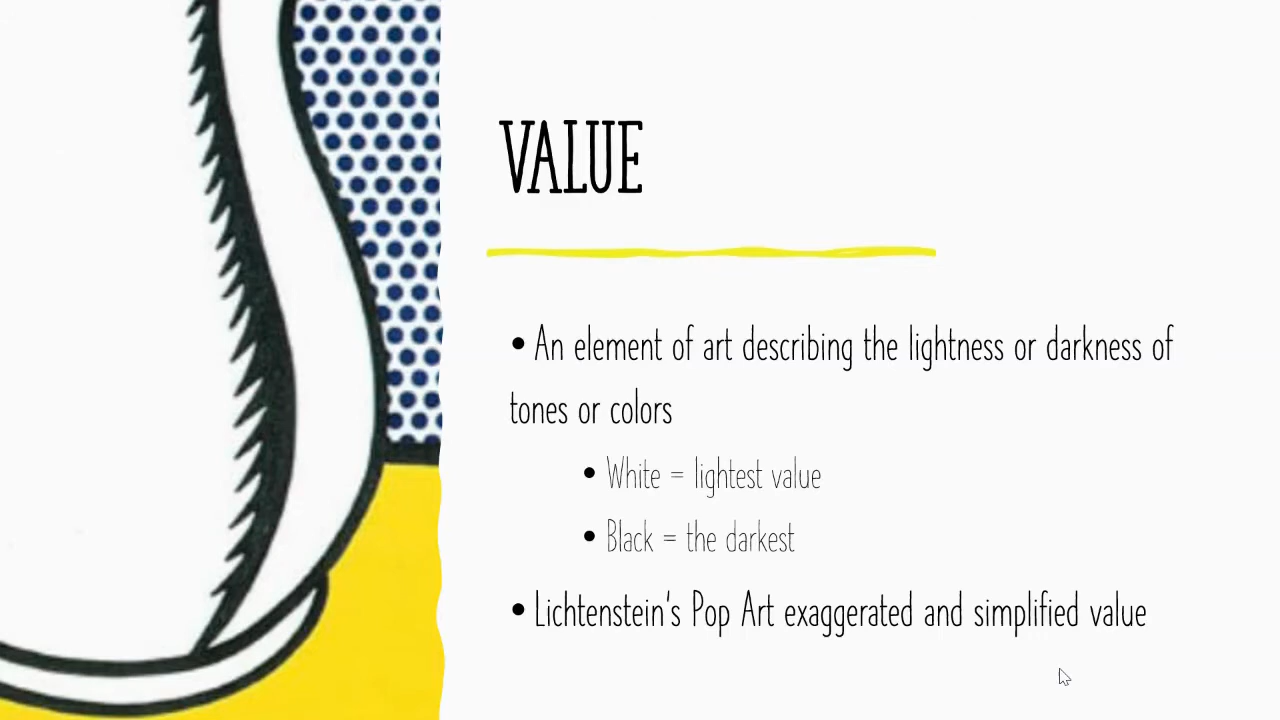 VALUE
• An element of art describing the lightness or darkness of
tones or colors
• White = lightest value
• Black = the darkest
• Lichtenstein's Pop Art exaggerated and simplified value